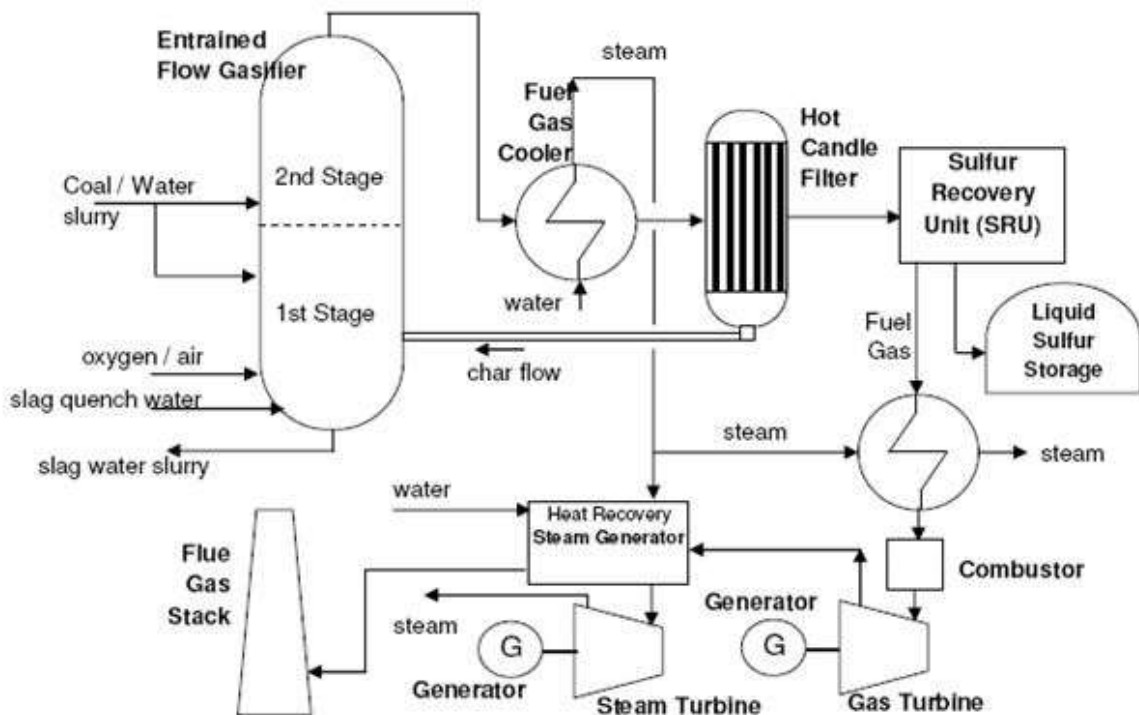 Entrained
Flow Gasifier
steam
Fuel
Gas
Cooler
Hot
Candle
Filter
Sulfur
Recovery
Unit (SRU)
2nd Stage
Coal / Water
slurry
1st Stage
water
Fuel
Gas
Liquid
Sulfur
Storage
oxygen / air
char flow
slag quench water
steam
steam
slag water slurry
water
Heat Recovery
Steam Generator
Flue
Gas
Stack
Combustor
Generator
steam
G
G
Generator
Steam Turbine
Gas Turbine